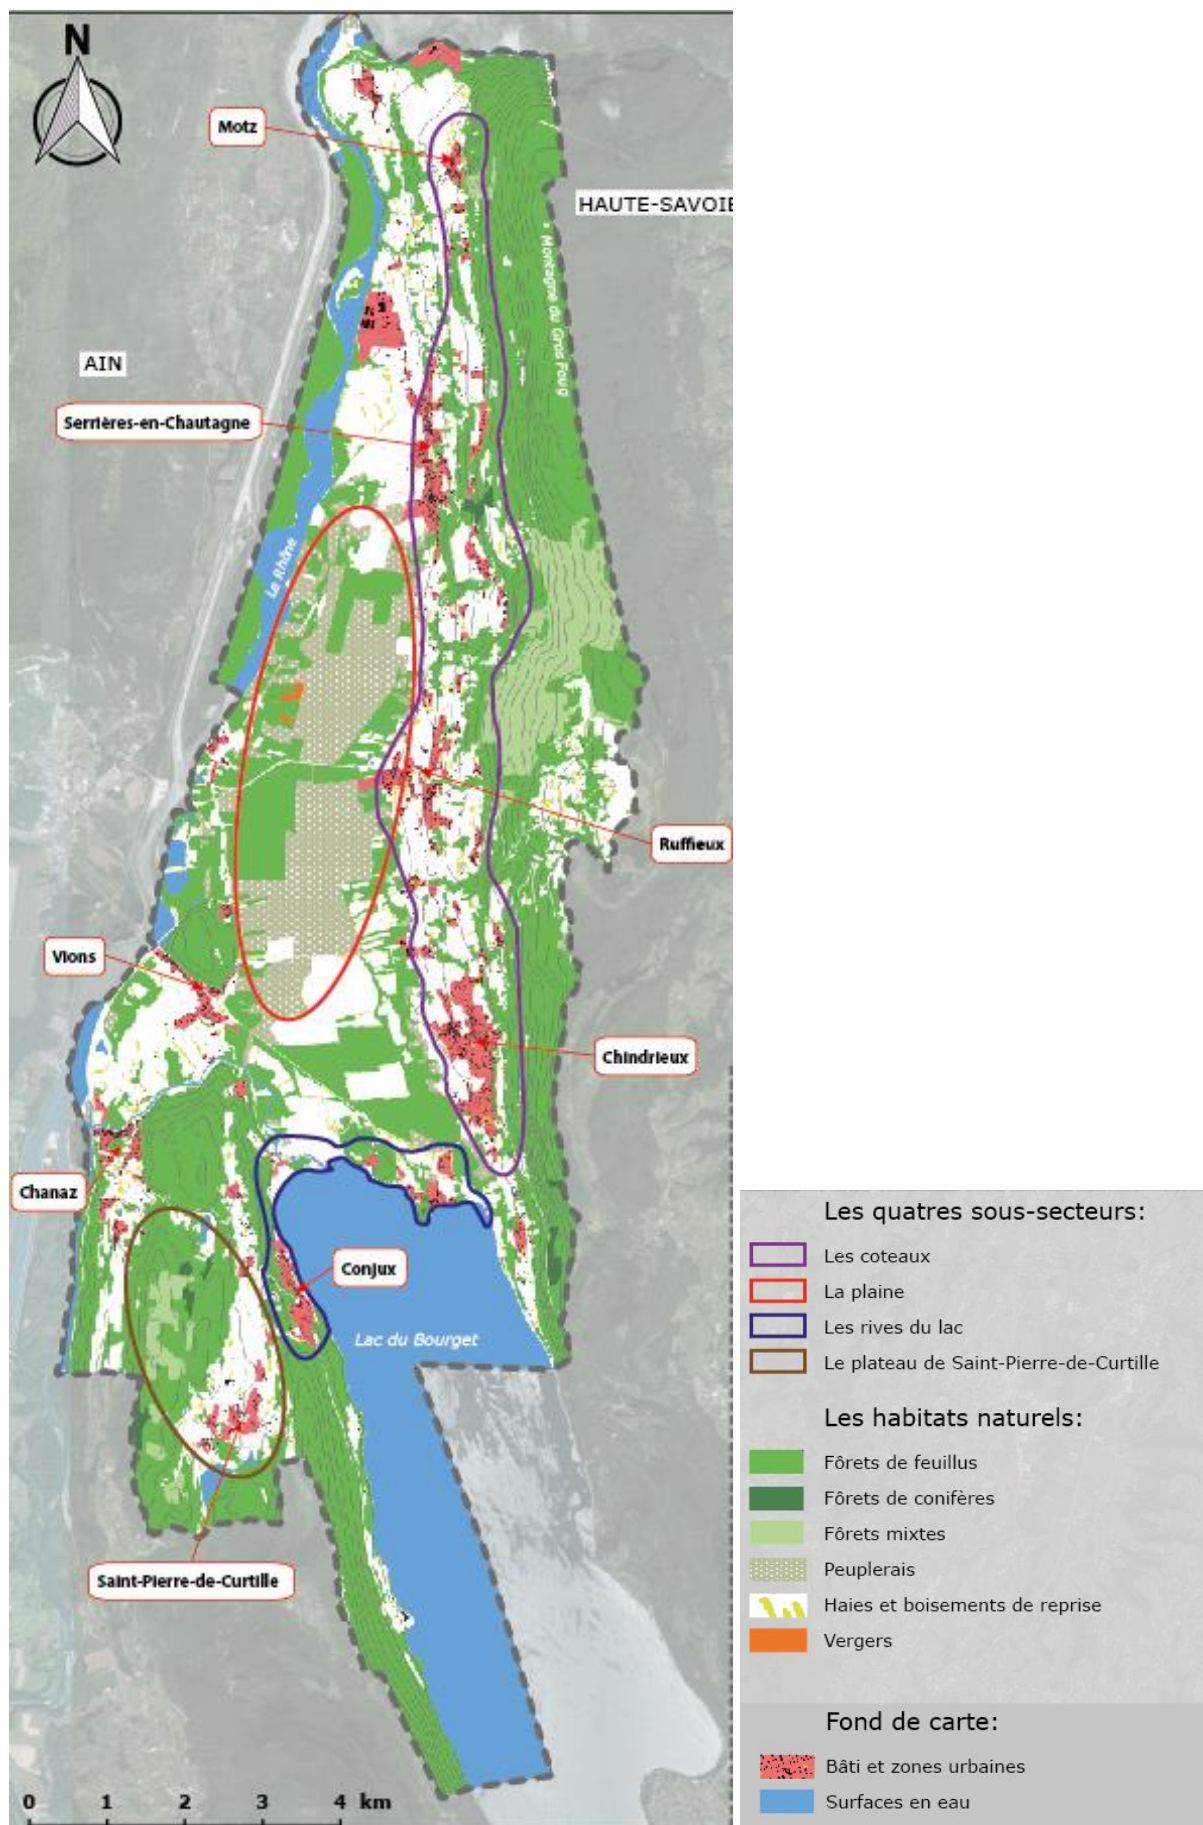 N
Motz
HAUTE-SAVOIE
Montagne du Gros Foug
AIN
Serrières-en-Chautagne
Le Rhône
Ruffieux
Vions
Chindrieux
Chanaz
Conjux
Lac du Bourget
Saint-Pierre-de-Curtille
0 1 2 3 4 km
Les quatres sous-secteurs:
Les coteaux
La plaine
Les rives du lac
Le plateau de Saint-Pierre-de-Curtille
Les habitats naturels:
Fôrets de feuillus
Fôrets de conifères
Fôrets mixtes
Peuplerais
Haies et boisements de reprise
Vergers
Fond de carte:
Bâti et zones urbaines
Surfaces en eau